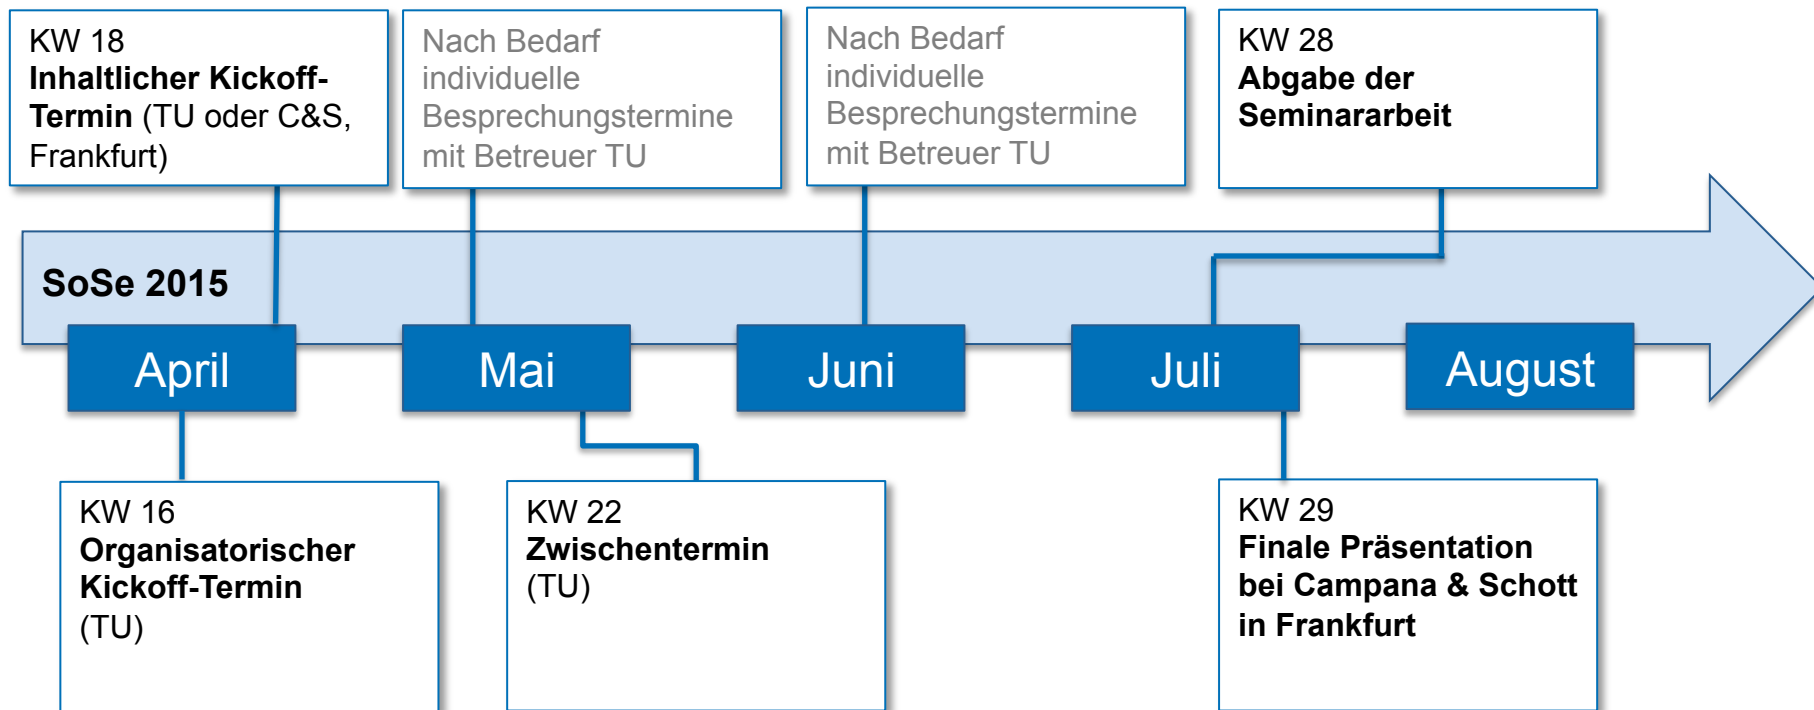 KW 18
Inhaltlicher Kickoff-
Termin (TU oder C&S,
Frankfurt)
Nach Bedarf
individuelle
Besprechungstermine
mit Betreuer TU
Nach Bedarf
individuelle
Besprechungstermine
mit Betreuer TU
KW 28
Abgabe der
Seminararbeit
SoSe 2015
April
Mai
Juni
Juli
August
KW 16
Organisatorischer
Kickoff-Termin
(TU)
KW 22
Zwischentermin
(TU)
KW 29
Finale Präsentation
bei Campana & Schott
in Frankfurt